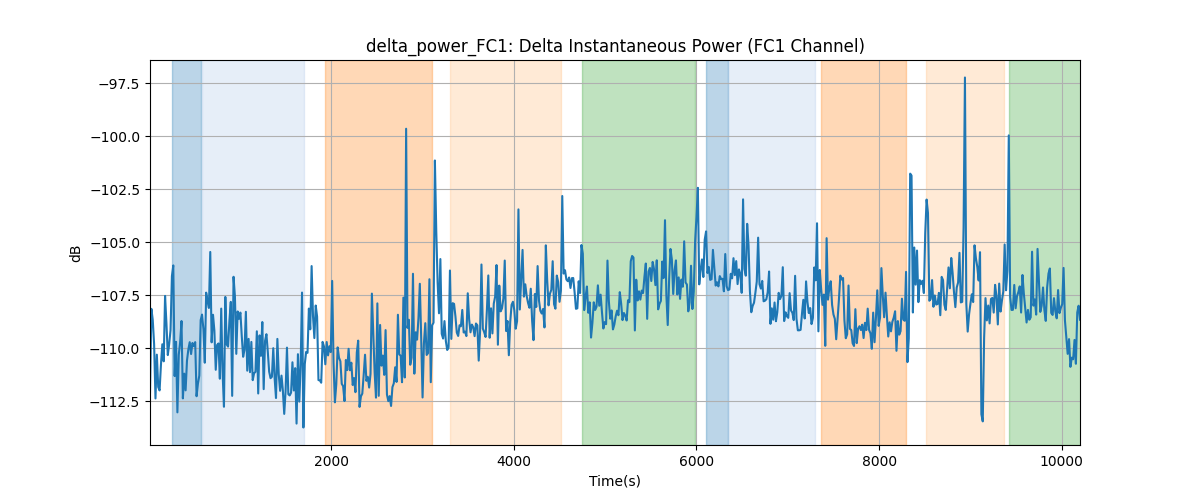 delta_power_FC1: Delta Instantaneous Power (FC1 Channel)
−97.5
−100.0
−102.5
−105.0
−107.5
−110.0
−112.5
dB
2000 4000 6000 8000 10000
Time(s)